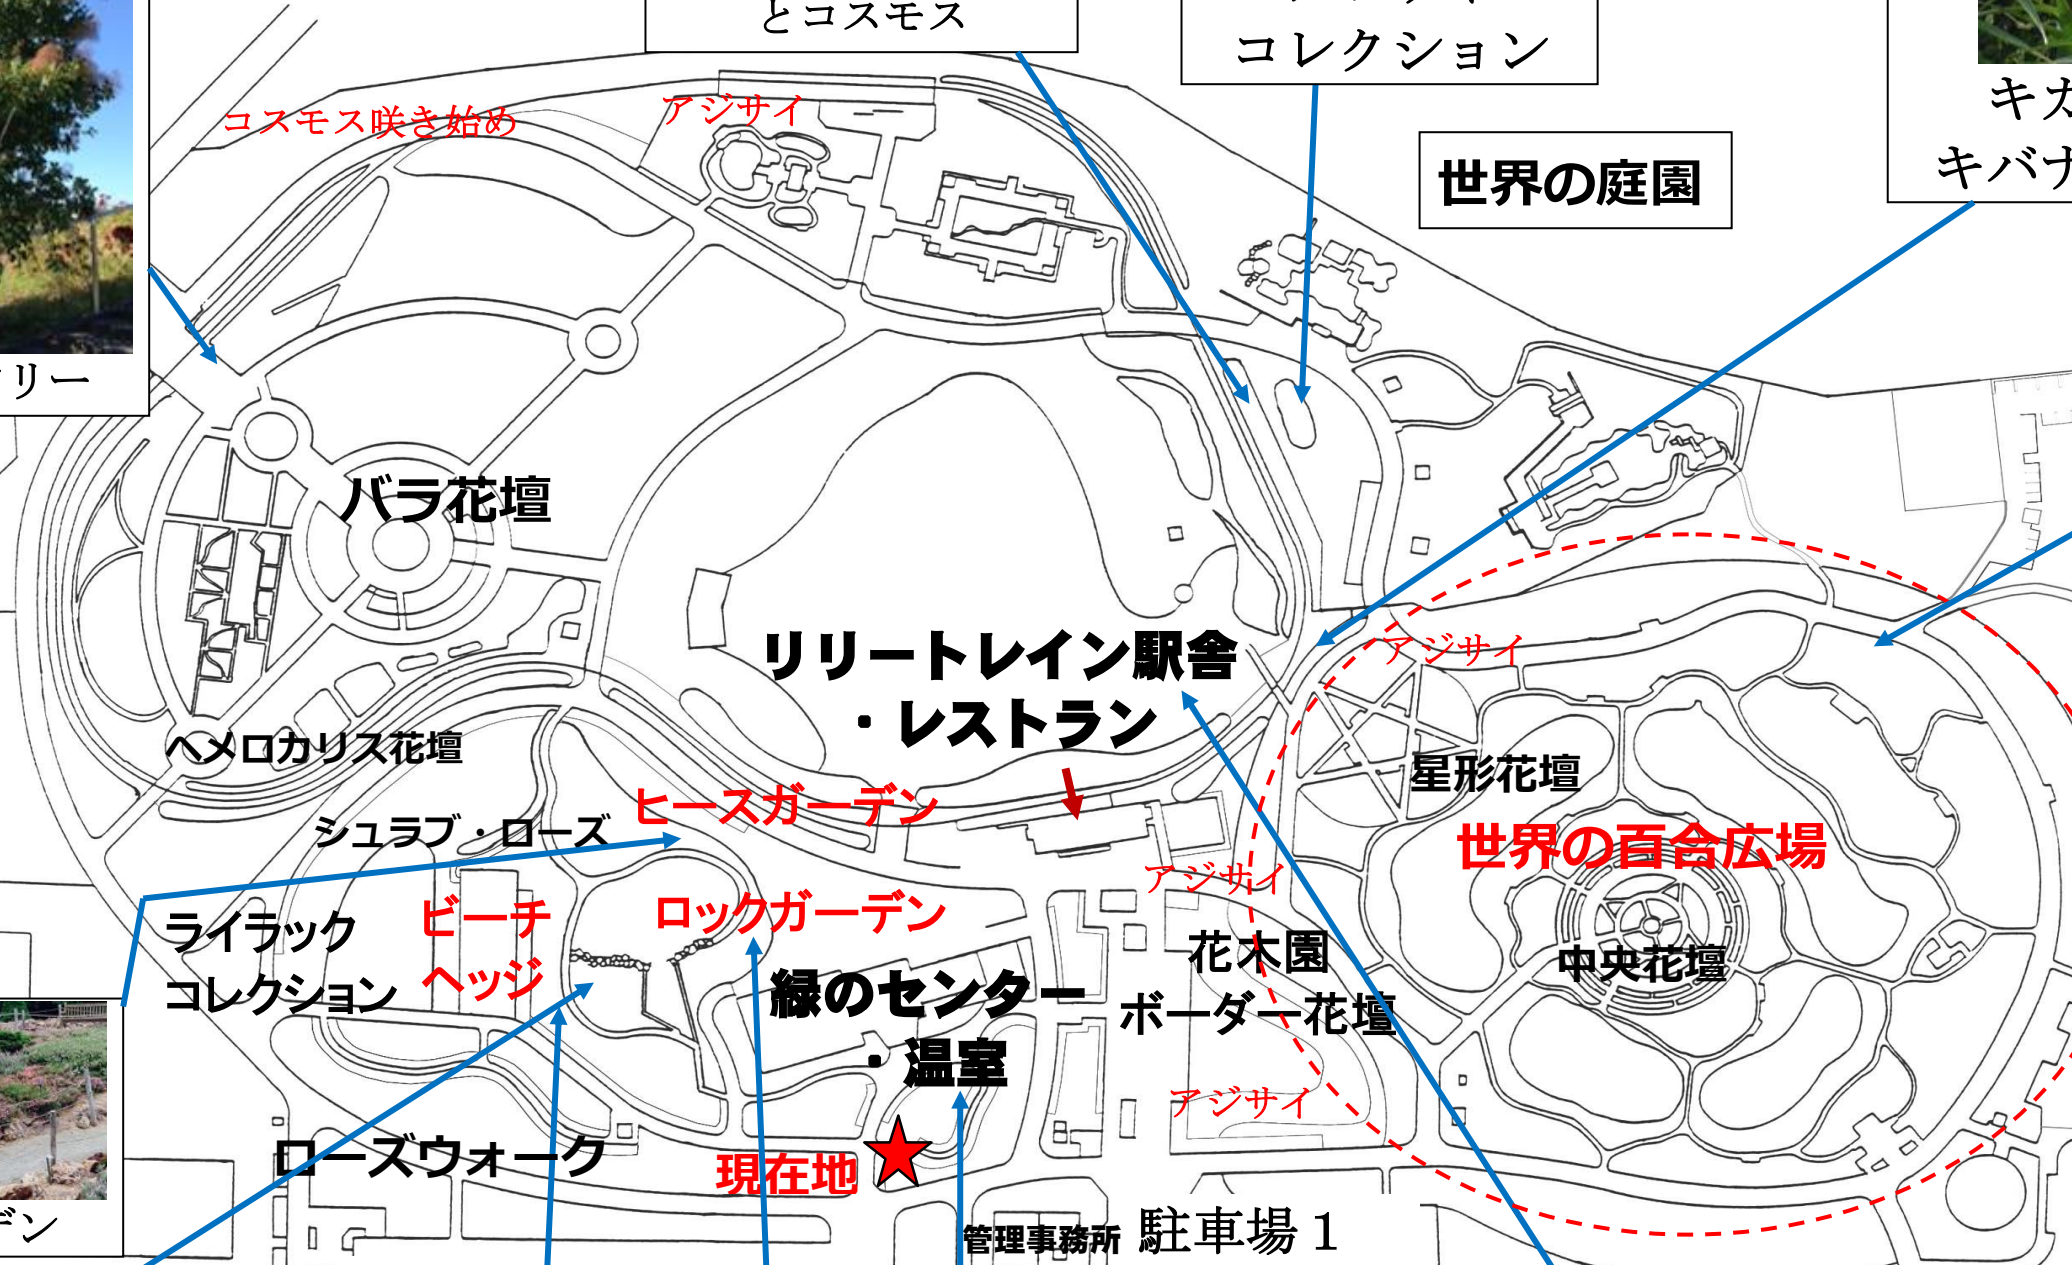 とコスモス
コレクション
キバナ
コスモス咲き始め
アジサイ
世界の庭園
リー
バラ花壇
リリートレイン駅舎
・レストラン
アジサイ
ヘメロカリス花壇
星形花壇
ヒースガーデン
シュラブ・ローズ
世界の百合広場
アジサイ
ライラック
コレクション
ビーチ
ヘッジ
ロックガーデン
花木園
ボーダー花壇
中央花壇
緑のセンター
・温室
アジサイ
ローズウォーク
現在地
デン
管理事務所
駐車場1